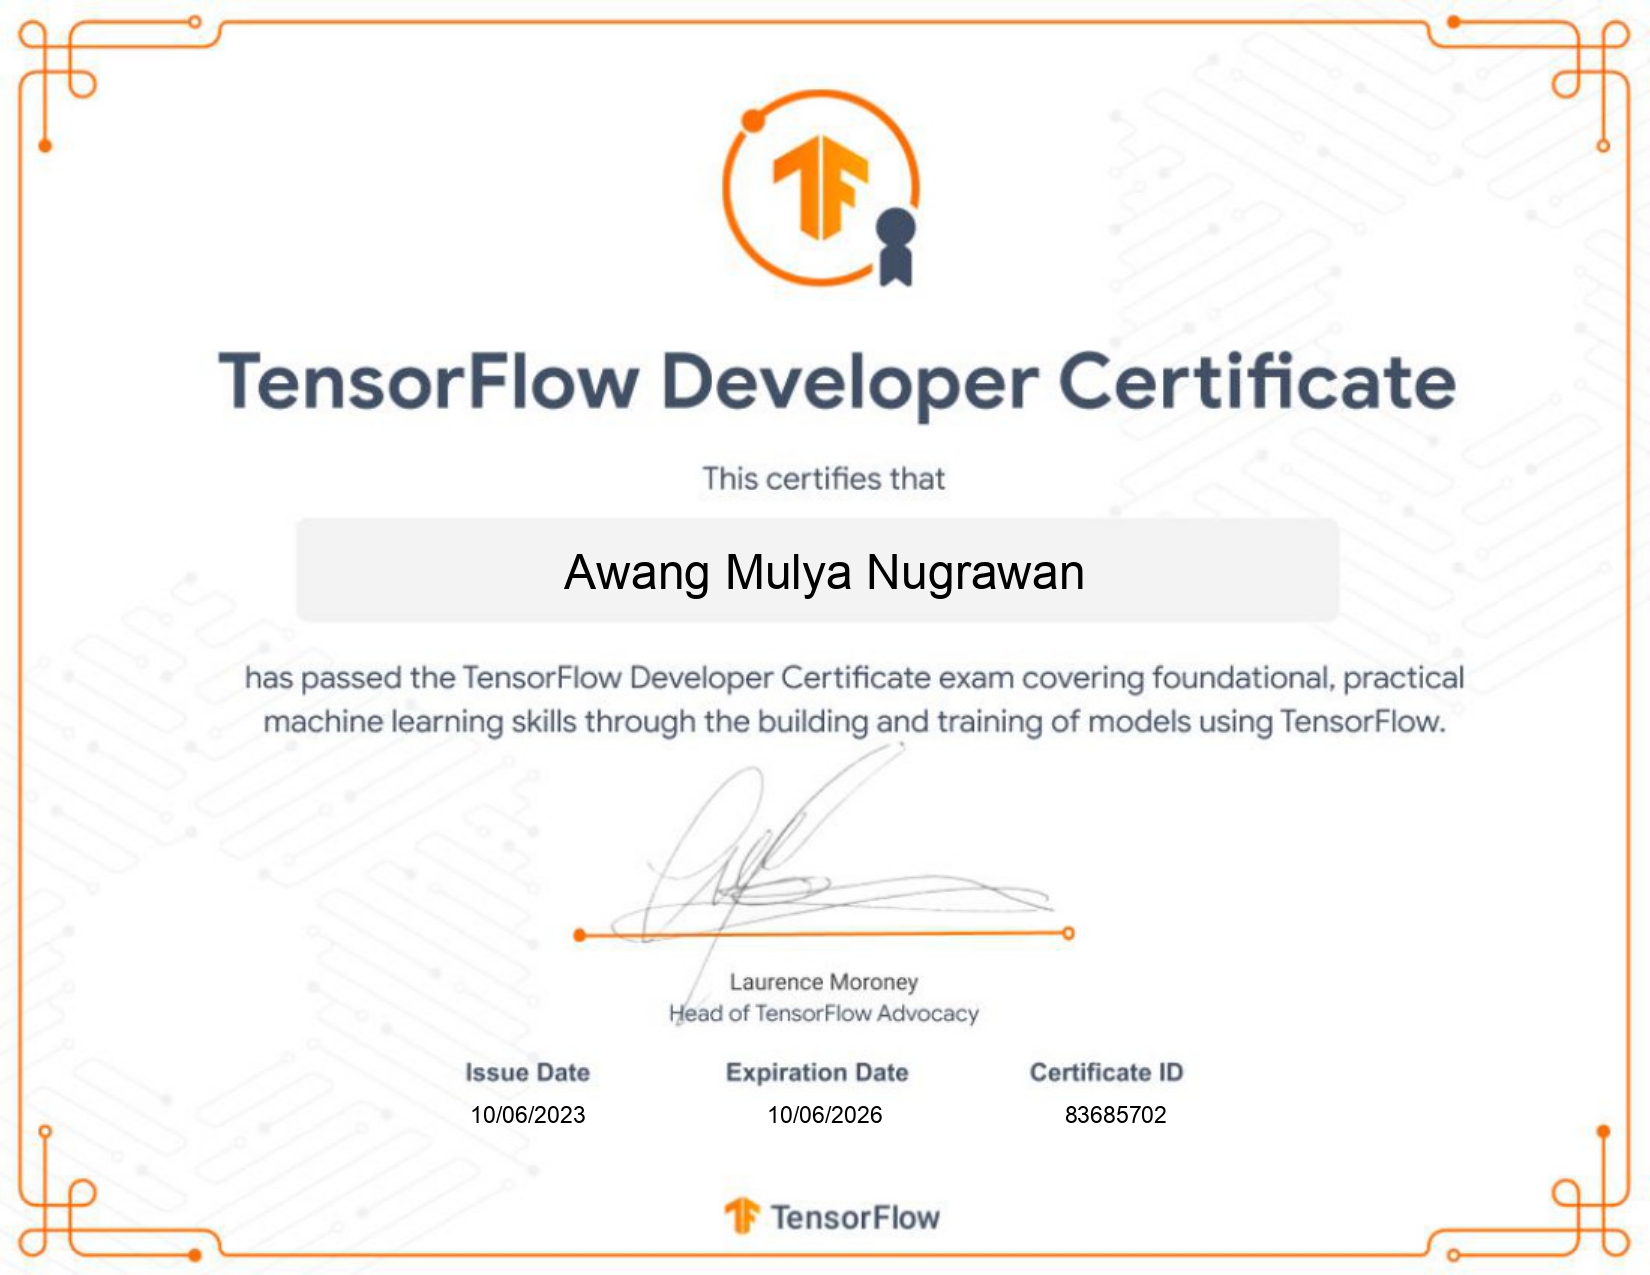 TensorFlow Developer Certificate
This certifies that
Awang Mulya Nugrawan
has passed the TensorFlow Developer Certificate exam covering foundational, practical
machine learning skills through the building and training of models using TensorFlow.
Laurence Moroney
Head of TensorFlow Advocacy
Issue Date Expiration Date Certificate ID
10/06/2023 10/06/2026 83685702
TensorFlow